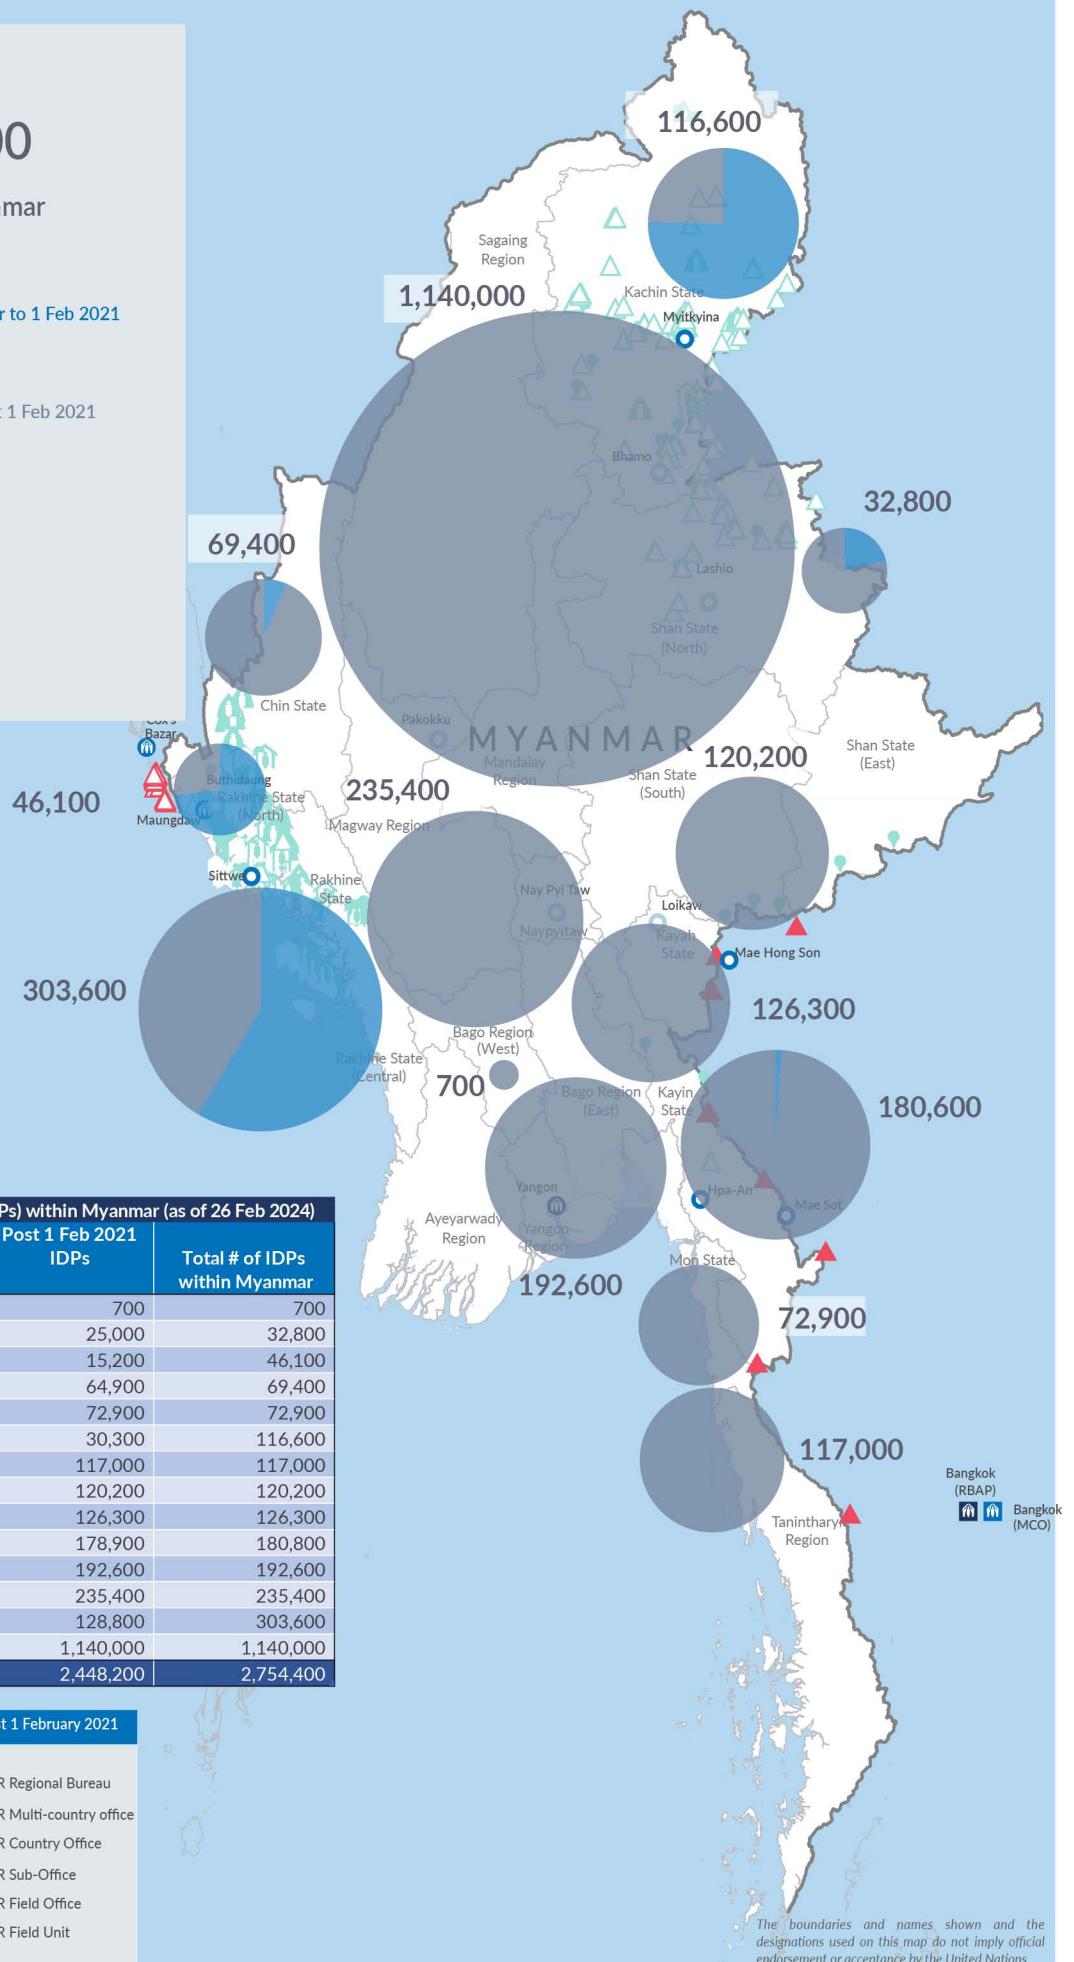 00
mar
r to 1 Feb 2021
1 Feb 2021
116,600
Sagaing
Region
1,140,000
Kachin State
Myitkyina
Bhamo
32,800
69,400
Lashio
Shan State
(North)
Chin State
Cox's
Bazar
Pakokku
MYANMAR
Mandalay
Region
120,200
Shan State
(East)
Shan State
(South)
46,100
Buthidaung
Rakhine State
(North)
Maungdaw
235,400
Magway Region
Sittwe
Rakhine
State
Nay Pyi Taw
Naypyitaw
Loikaw
Kayah
State
Mae Hong Son
303,600
126,300
Bago Region
(West)
Rakhine State
(Central)
700
Bago Region
(East)
Kayin
State
180,600
Yangon
Hpa-An
Mae Sot
Ayeyarwady
Region
Yangon
Region
Mon State
192,600
72,900
117,000
Tanintharyi
Region
Bangkok
(RBAP)
Bangkok
(MCO)
Ps) within Myanmar (as of 26 Feb 2024)
Post 1 Feb 2021
IDPs
Total # of IDPs
within Myanmar
700 700
25,000 32,800
15,200 46,100
64,900 69,400
72,900 72,900
30,300 116,600
117,000 117,000
120,200 120,200
126,300 126,300
178,900 180,800
192,600 192,600
235,400 235,400
128,800 303,600
1,140,000 1,140,000
2,448,200 2,754,400
t 1 February 2021
R Regional Bureau
R Multi-country office
R Country Office
R Sub-Office
R Field Office
R Field Unit
The boundaries and names shown and the
designations used on this map do not imply official
endorsement or acceptance by the United Nations